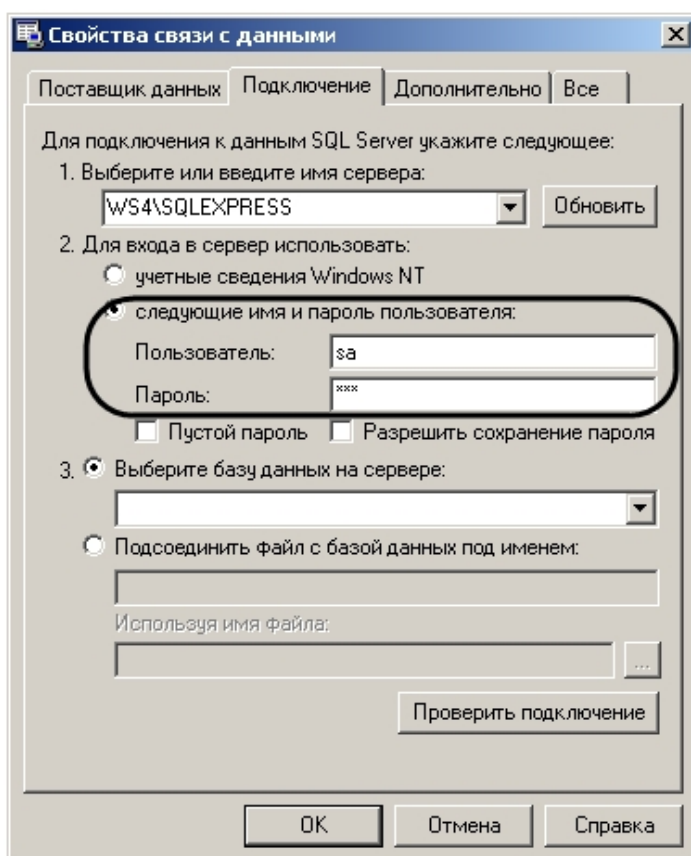 Свойства связи с данными
Поставщик данных Подключение Дополнительно Все
Для подключения к данным SQL Server укажите следующее:
1. Выберите или введите имя сервера:
WS4\SQLEXPRESS Обновить
2. Для входа в сервер использовать:
учетные сведения Windows NT
следующие имя и пароль пользователя:
Пользователь: sa
Пароль: ***
Пустой пароль Разрешить сохранение пароля
3. Выберите базу данных на сервере:
Подсоединить файл с базой данных под именем:
Используя имя файла:
...
Проверить подключение
OK Отмена Справка